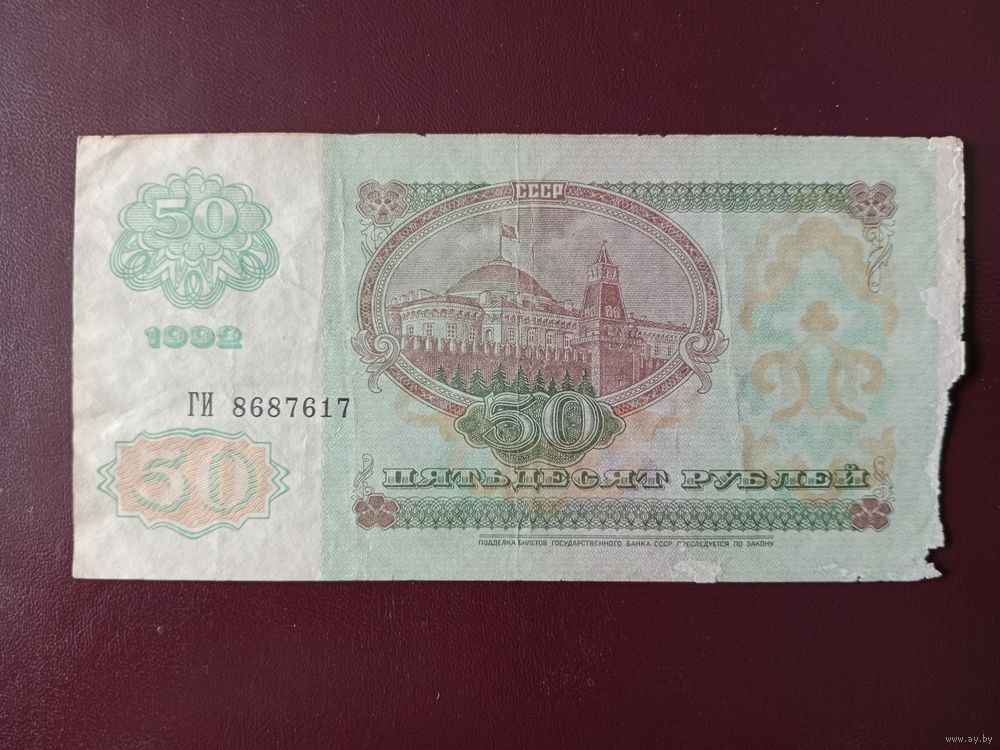 СССР
50
1992
ГИ 8687617
50
50
ПЯТЬДЕСЯТ РУБЛЕЙ
ПОДДЕЛКА БИЛЕТОВ ГОСУДАРСТВЕННОГО БАНКА СССР ПРЕСЛЕДУЕТСЯ ПО ЗАКОНУ
www.ay.by